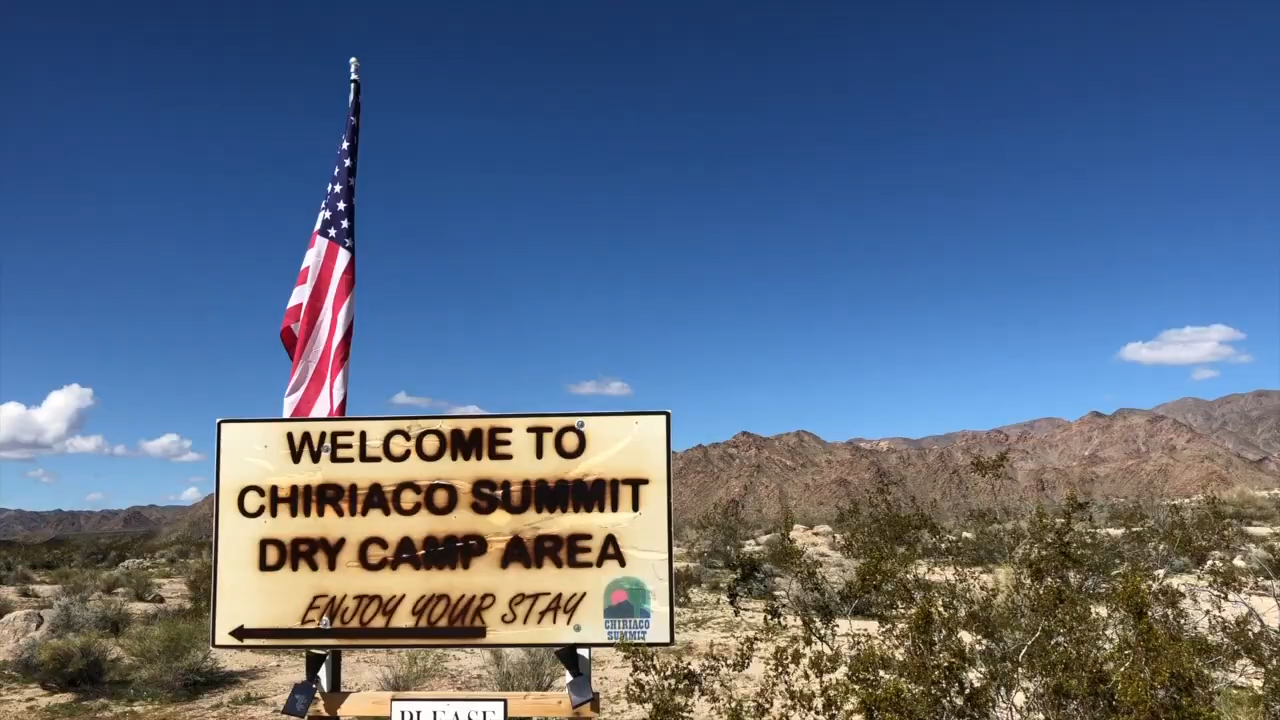 WELCOME TO
CHIRIACO SUMMIT
DRY CAMP AREA
ENJOY YOUR STAY
CHIRIACO
SUMMIT
PLEASE